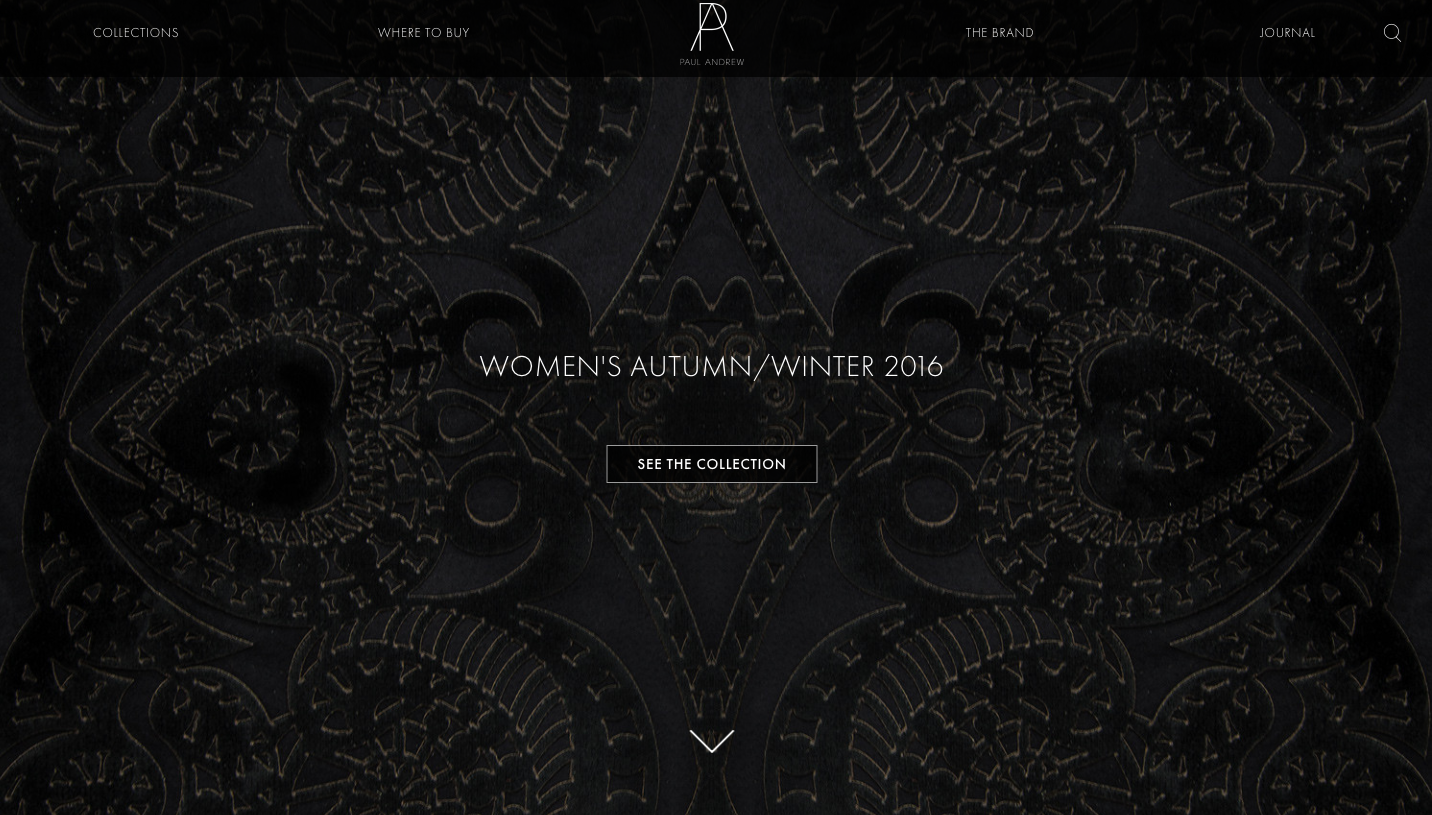 COLLECTIONS
WHERE TO BUY
PA
PAUL ANDREW
THE BRAND
JOURNAL
WOMEN'S AUTUMN/WINTER 2016
SEE THE COLLECTION